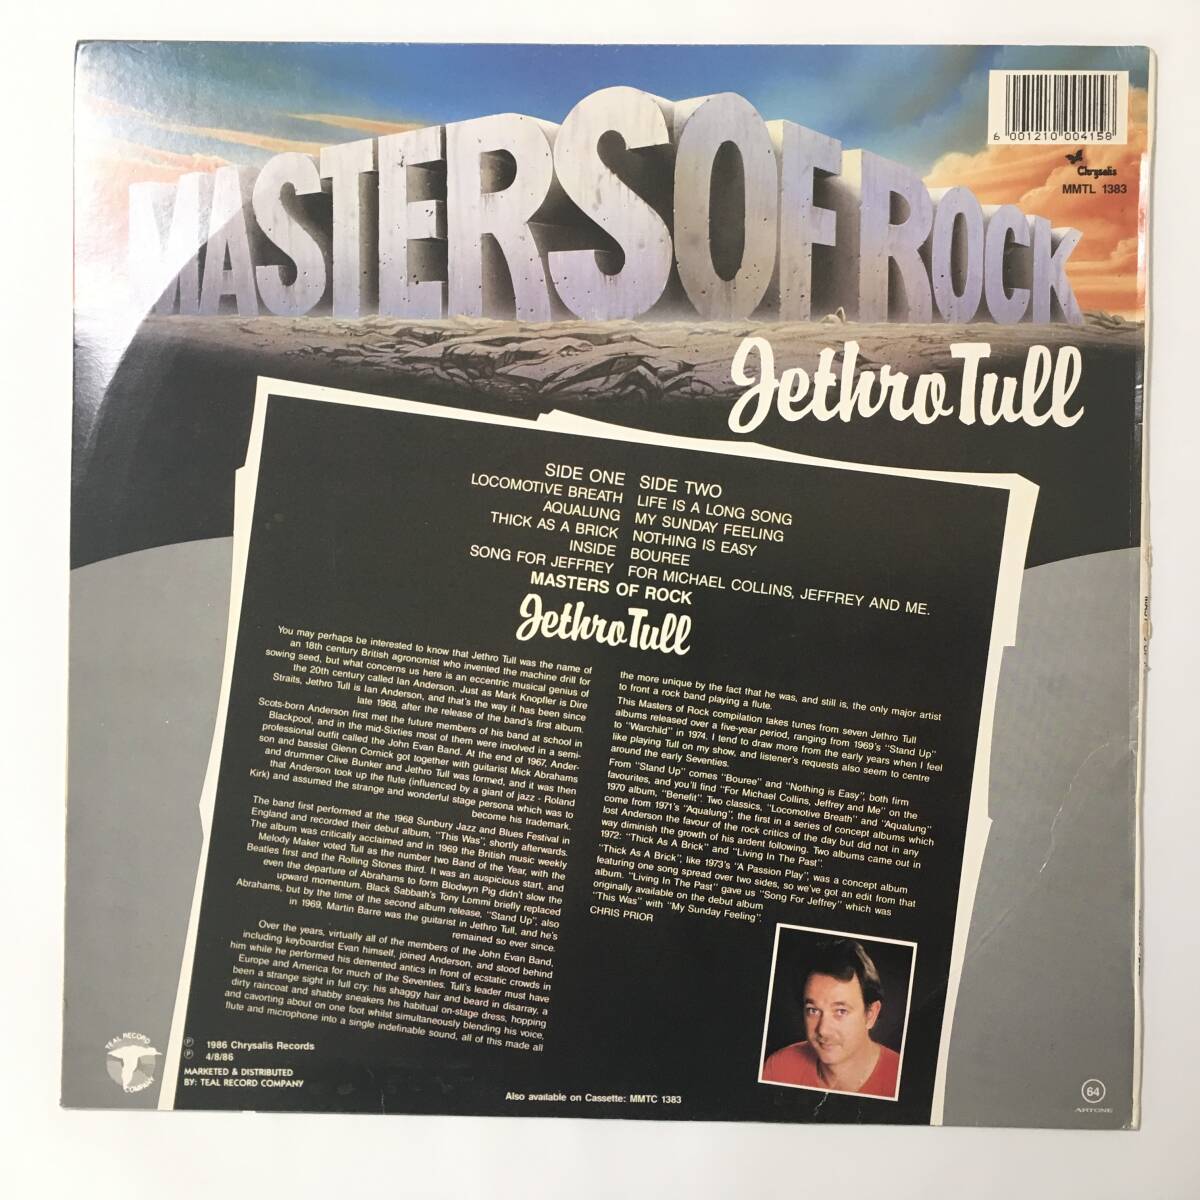 6 001210 004158
Chrysalis
MMTL 1383
MASTERS OF ROCK
Jethro Tull
SIDE ONE
LOCOMOTIVE BREATH
AQUALUNG
THICK AS A BRICK
INSIDE
SONG FOR JEFFREY
SIDE TWO
LIFE IS A LONG SONG
MY SUNDAY FEELING
NOTHING IS EASY
BOUREE
FOR MICHAEL COLLINS, JEFFREY AND ME.
MASTERS OF ROCK
Jethro Tull
You may perhaps be interested to know that Jethro Tull was the name of
an 18th century British agronomist who invented the machine drill for
sowing seed, but what concerns us here is an eccentric musical genius of
the 20th century called Ian Anderson. Just as Mark Knopfler is Dire
Straits, Jethro Tull is Ian Anderson, and that's the way it has been since
late 1968, after the release of the band's first album.
Scots-born Anderson first met the future members of his band at school in
Blackpool, and in the mid-Sixties most of them were involved in a semi-
professional outfit called the John Evan Band. At the end of 1967, Ander-
son and bassist Glenn Cornick got together with guitarist Mick Abrahams
and drummer Clive Bunker and Jethro Tull was formed, and it was then
that Anderson took up the flute (influenced by a giant of jazz - Roland
Kirk) and assumed the strange and wonderful stage persona which was to
become his trademark.
The band first performed at the 1968 Sunbury Jazz and Blues Festival in
England and recorded their debut album, "This Was", shortly afterwards.
The album was critically acclaimed and in 1969 the British music weekly
Melody Maker voted Tull as the number two Band of the Year, with the
Beatles first and the Rolling Stones third. It was an auspicious start, and
even the departure of Abrahams to form Blodwyn Pig didn't slow the
upward momentum. Black Sabbath's Tony Lommi briefly replaced
Abrahams, but by the time of the second album release, "Stand Up", also
in 1969, Martin Barre was the guitarist in Jethro Tull, and he's
remained so ever since.
Over the years, virtually all of the members of the John Evan Band,
including keyboardist Evan himself, joined Anderson, and stood behind
him while he performed his demented antics in front of ecstatic crowds in
Europe and America for much of the Seventies. Tull's leader must have
been a strange sight in full cry: his shaggy hair and beard in disarray, a
dirty raincoat and shabby sneakers his habitual on-stage dress, hopping
and cavorting about on one foot whilst simultaneously blending his voice,
flute and microphone into a single indefinable sound, all of this made all
the more unique by the fact that he was, and still is, the only major artist
to front a rock band playing a flute.
This Masters of Rock compilation takes tunes from seven Jethro Tull
albums released over a five-year period, ranging from 1969's "Stand Up"
to "Warchild" in 1974. I tend to draw more from the early years when I feel
like playing Tull on my show, and listener's requests also seem to centre
around the early Seventies.
From "Stand Up" comes "Bouree" and "Nothing is Easy", both firm
favourites, and you'll find "For Michael Collins, Jeffrey and Me" on the
1970 album, "Benefit". Two classics, "Locomotive Breath" and "Aqualung"
come from 1971's "Aqualung", the first in a series of concept albums which
lost Anderson the favour of the rock critics of the day but did not in any
way diminish the growth of his ardent following. Two albums came out in
1972: "Thick As A Brick" and "Living In The Past".
"Thick As A Brick", like 1973's "A Passion Play", was a concept album
featuring one song spread over two sides, so we've got an edit from that
album. "Living In The Past" gave us "Song For Jeffrey" which was
originally available on the debut album
"This Was" with "My Sunday Feeling".
CHRIS PRIOR
℗ 1986 Chrysalis Records
℗ 4/8/86
MARKETED & DISTRIBUTED
BY: TEAL RECORD COMPANY
TEAL RECORD
COMPANY
Also available on Cassette: MMTC 1383
64
ARTONE